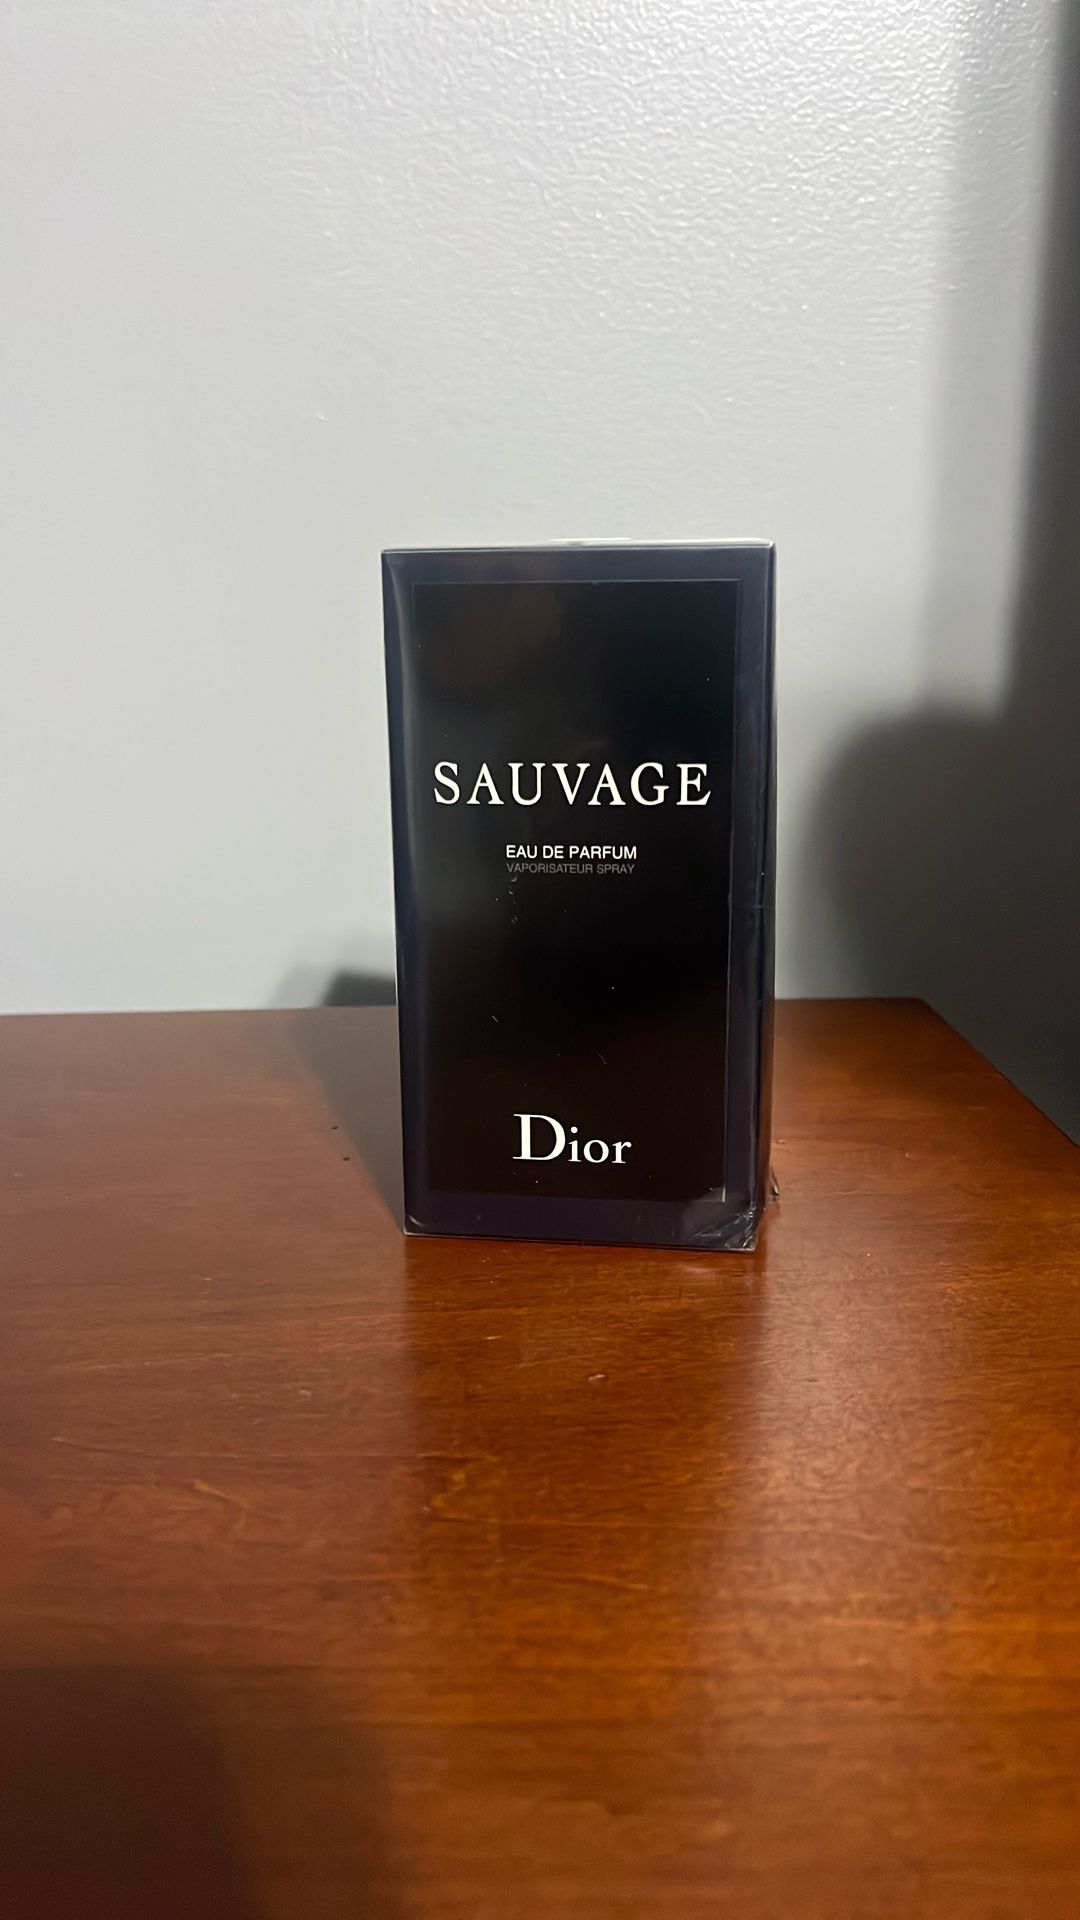 SAUVAGE
EAU DE PARFUM
VAPORISATEUR SPRAY
Dior